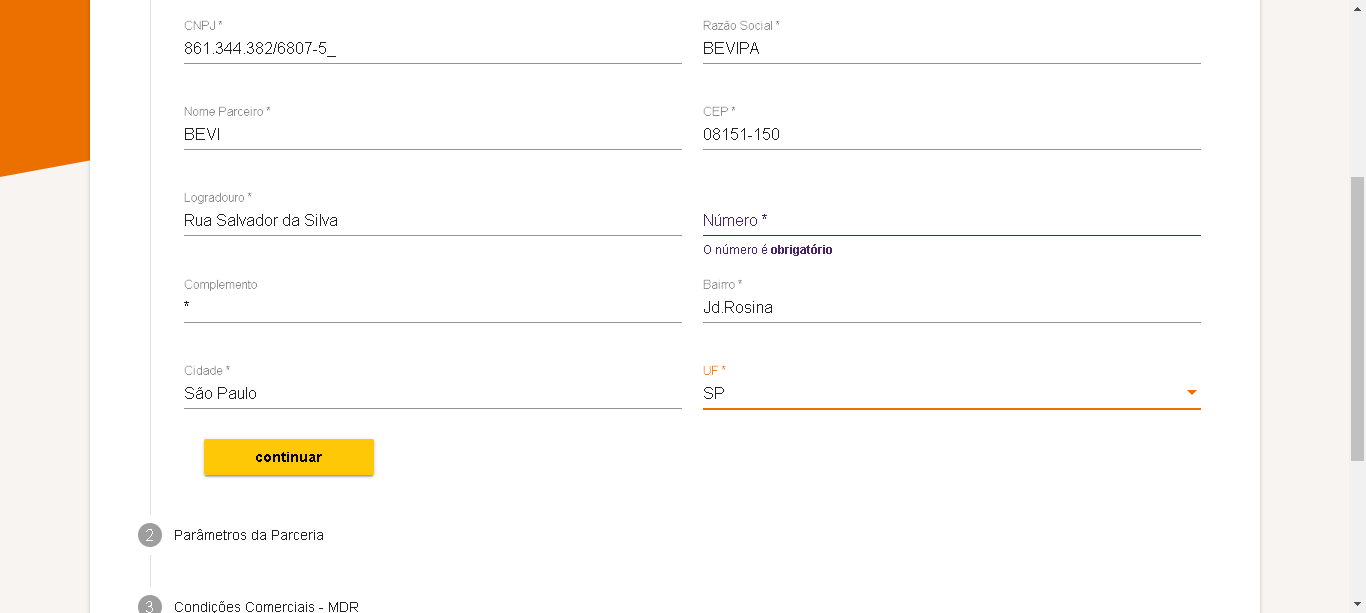 CNPJ *
Razão Social *
861.344.382/6807-5_
BEVIPA
Nome Parceiro *
CEP *
BEVI
08151-150
Logradouro *
Rua Salvador da Silva
Número *
O número é obrigatório
Complemento
Bairro *
*
Jd.Rosina
Cidade *
UF *
São Paulo
SP
continuar
2 Parâmetros da Parceria
3 Condições Comerciais - MDR